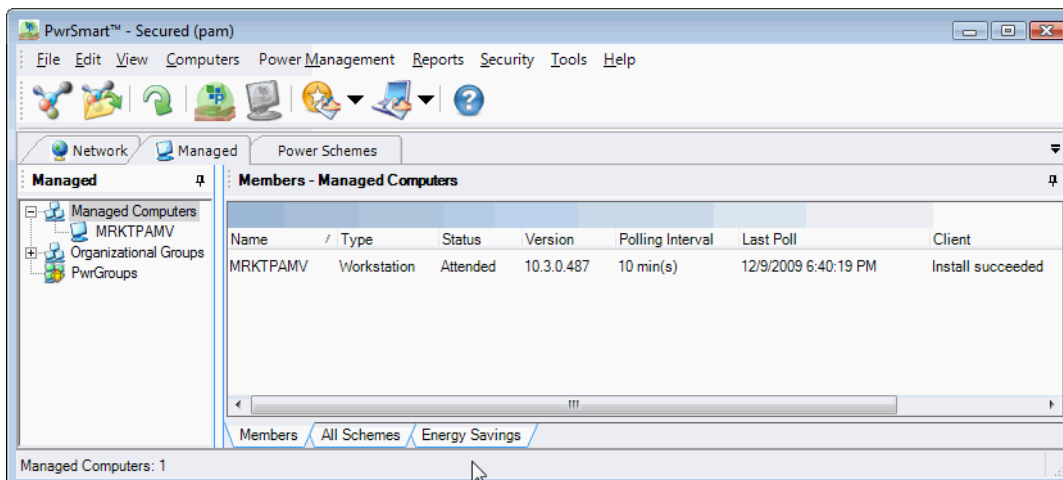 PwrSmart™ - Secured (pam)
File Edit View Computers Power Management Reports Security Tools Help
Network Managed Power Schemes
Managed
Members - Managed Computers
Managed Computers
MRKTPAMV
Organizational Groups
PwrGroups
Name / Type Status Version Polling Interval Last Poll Client
MRKTPAMV Workstation Attended 10.3.0.487 10 min(s) 12/9/2009 6:40:19 PM Install succeeded
Members All Schemes Energy Savings
Managed Computers: 1